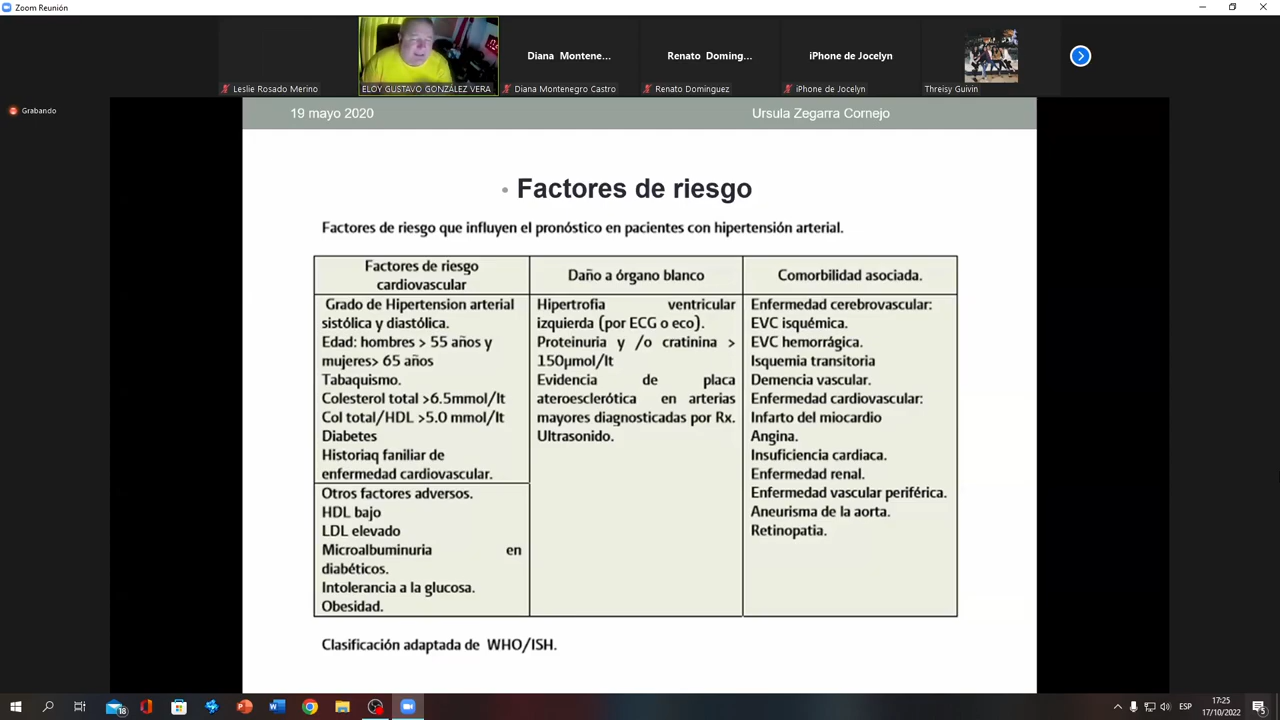 Zoom Reunión
Diana Montene...
Renato Doming...
iPhone de Jocelyn
Leslie Rosado Merino
ELOY GUSTAVO GONZALEZ VERA
Diana Montenegro Castro
Renato Dominguez
iPhone de Jocelyn
Threisy Guivin
Grabando
19 mayo 2020
Ursula Zegarra Cornejo
• Factores de riesgo
Factores de riesgo que influyen el pronóstico en pacientes con hipertensión arterial.
Factores de riesgo
cardiovascular
Grado de Hipertension arterial
sistólica y diastólica.
Edad: hombres > 55 años y
mujeres> 65 años
Tabaquismo.
Colesterol total >6.5mmol/lt
Col total/HDL >5.0 mmol/lt
Diabetes
Historiaq faniliar de
enfermedad cardiovascular.
Otros factores adversos.
HDL bajo
LDL elevado
Microalbuminuria en
diabéticos.
Intolerancia a la glucosa.
Obesidad.
Daño a órgano blanco
Hipertrofia ventricular
izquierda (por ECG o eco).
Proteinuria y /o cratinina >
150µmol/lt
Evidencia de placa
ateroesclerótica en arterias
mayores diagnosticadas por Rx.
Ultrasonido.
Comorbilidad asociada.
Enfermedad cerebrovascular:
EVC isquémica.
EVC hemorrágica.
Isquemia transitoria
Demencia vascular.
Enfermedad cardiovascular:
Infarto del miocardio
Angina.
Insuficiencia cardiaca.
Enfermedad renal.
Enfermedad vascular periférica.
Aneurisma de la aorta.
Retinopatia.
Clasificación adaptada de WHO/ISH.
18
ESP
17:25
17/10/2022
5